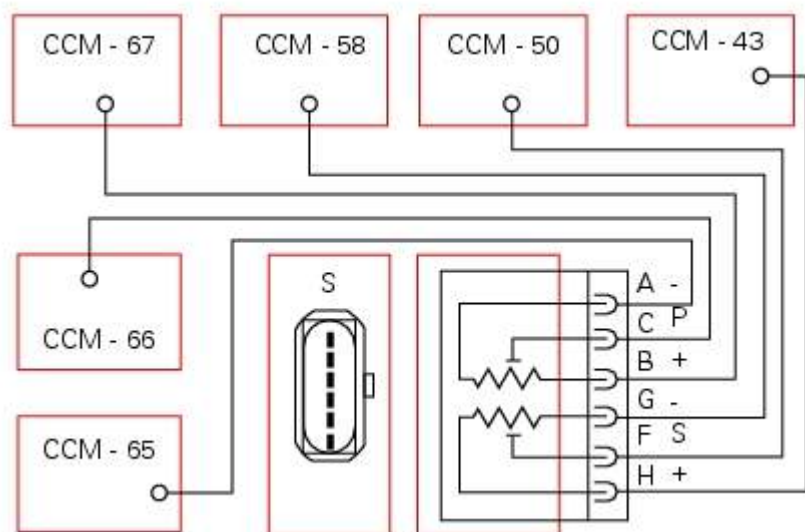 CCM - 67
CCM - 58
CCM - 50
CCM - 43
CCM - 66
CCM - 65
S
A -
C P
B +
G -
F S
H +